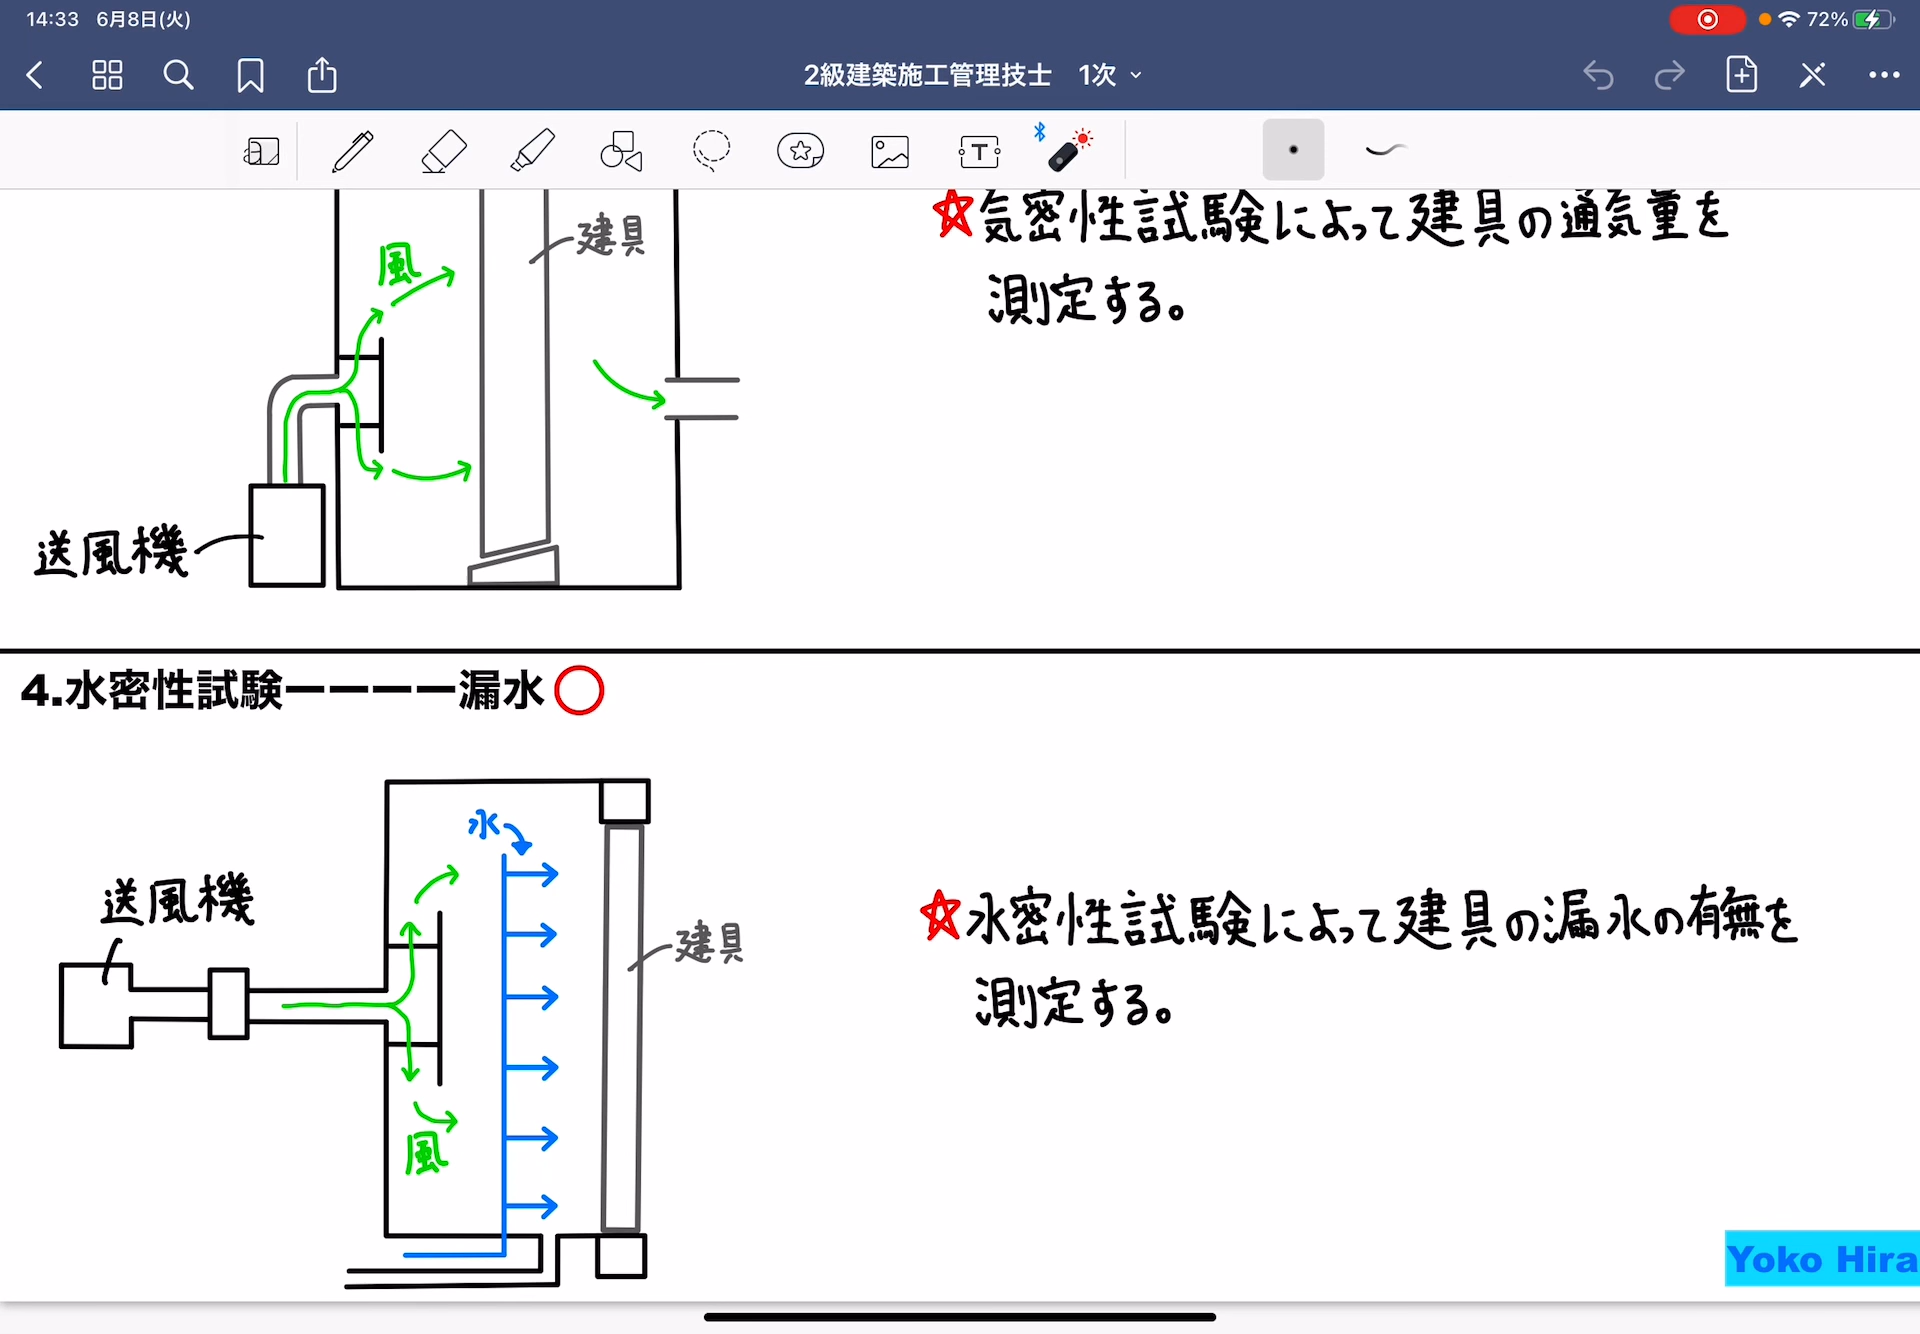 14:33 6月8日(火)
72%
2級建築施工管理技士 1次
T
建具
風
送風機
☆気密性試験によって建具の通気量を
測定する。
4.水密性試験ーーーー漏水○
水
送風機
建具
風
☆水密性試験によって建具の漏水の有無を
測定する。
Yoko Hira